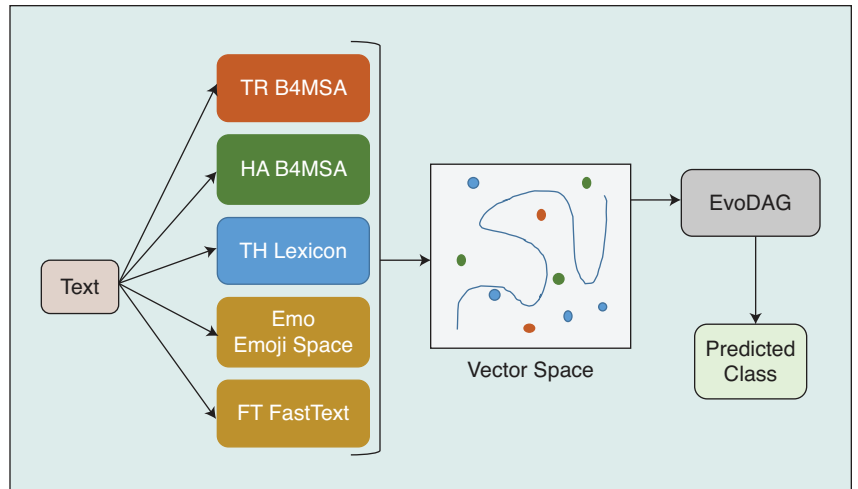 Text
TR B4MSA
HA B4MSA
TH Lexicon
Emo
Emoji Space
FT FastText
Vector Space
EvoDAG
Predicted
Class